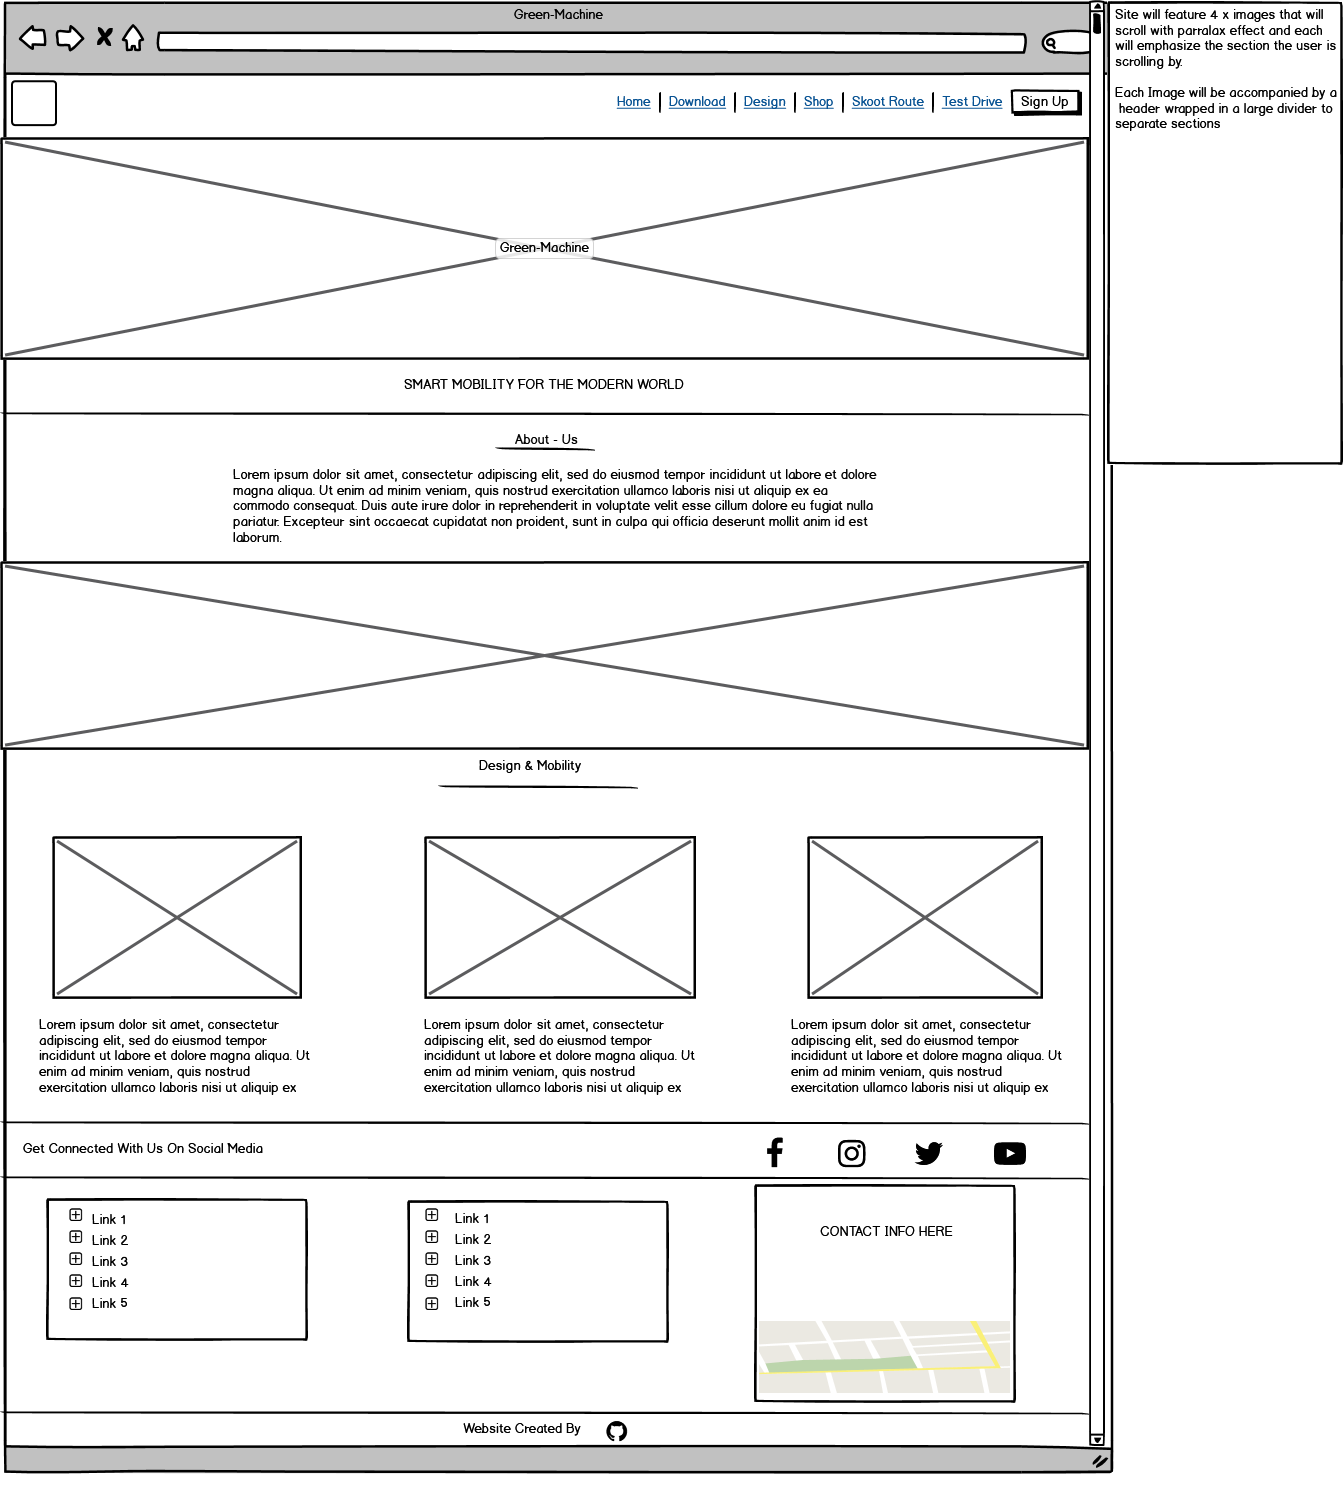 Green-Machine
Site will feature 4 x images that will
scroll with parralax effect and each
will emphasize the section the user is
scrolling by.
Each Image will be accompanied by a
header wrapped in a large divider to
separate sections
Home
Download
Design
Shop
Skoot Route
Test Drive
Sign Up
Green-Machine
SMART MOBILITY FOR THE MODERN WORLD
About - Us
Lorem ipsum dolor sit amet, consectetur adipiscing elit, sed do eiusmod tempor incididunt ut labore et dolore
magna aliqua. Ut enim ad minim veniam, quis nostrud exercitation ullamco laboris nisi ut aliquip ex ea
commodo consequat. Duis aute irure dolor in reprehenderit in voluptate velit esse cillum dolore eu fugiat nulla
pariatur. Excepteur sint occaecat cupidatat non proident, sunt in culpa qui officia deserunt mollit anim id est
laborum.
Design & Mobility
Lorem ipsum dolor sit amet, consectetur
adipiscing elit, sed do eiusmod tempor
incididunt ut labore et dolore magna aliqua. Ut
enim ad minim veniam, quis nostrud
exercitation ullamco laboris nisi ut aliquip ex
Lorem ipsum dolor sit amet, consectetur
adipiscing elit, sed do eiusmod tempor
incididunt ut labore et dolore magna aliqua. Ut
enim ad minim veniam, quis nostrud
exercitation ullamco laboris nisi ut aliquip ex
Lorem ipsum dolor sit amet, consectetur
adipiscing elit, sed do eiusmod tempor
incididunt ut labore et dolore magna aliqua. Ut
enim ad minim veniam, quis nostrud
exercitation ullamco laboris nisi ut aliquip ex
Get Connected With Us On Social Media
Link 1
Link 2
Link 3
Link 4
Link 5
Link 1
Link 2
Link 3
Link 4
Link 5
CONTACT INFO HERE
Website Created By